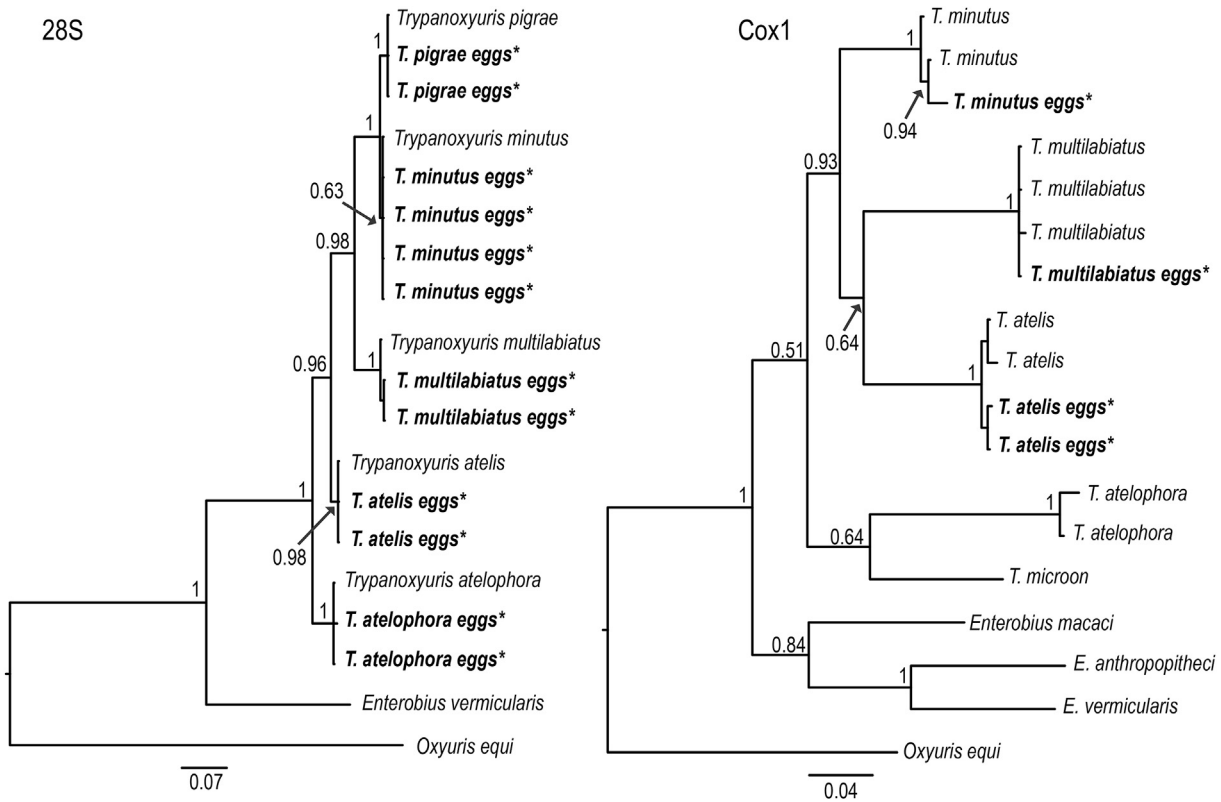 28S
Trypanoxyuris pigrae
1
T. pigrae eggs*
T. pigrae eggs*
1
Trypanoxyuris minutus
T. minutus eggs*
0.63
T. minutus eggs*
0.98
T. minutus eggs*
T. minutus eggs*
Trypanoxyuris multilabiatus
0.96
1
T. multilabiatus eggs*
T. multilabiatus eggs*
Trypanoxyuris atelis
1
T. atelis eggs*
T. atelis eggs*
0.98
Trypanoxyuris atelophora
1
1
T. atelophora eggs*
T. atelophora eggs*
Enterobius vermicularis
Oxyuris equi
0.07
Cox1
T. minutus
1
T. minutus
T. minutus eggs*
0.94
T. multilabiatus
0.93
T. multilabiatus
1
T. multilabiatus
T. multilabiatus eggs*
T. atelis
0.64
0.51
T. atelis
1
T. atelis eggs*
T. atelis eggs*
1
T. atelophora
1
T. atelophora
0.64
T. microon
Enterobius macaci
0.84
E. anthropopitheci
1
E. vermicularis
Oxyuris equi
0.04